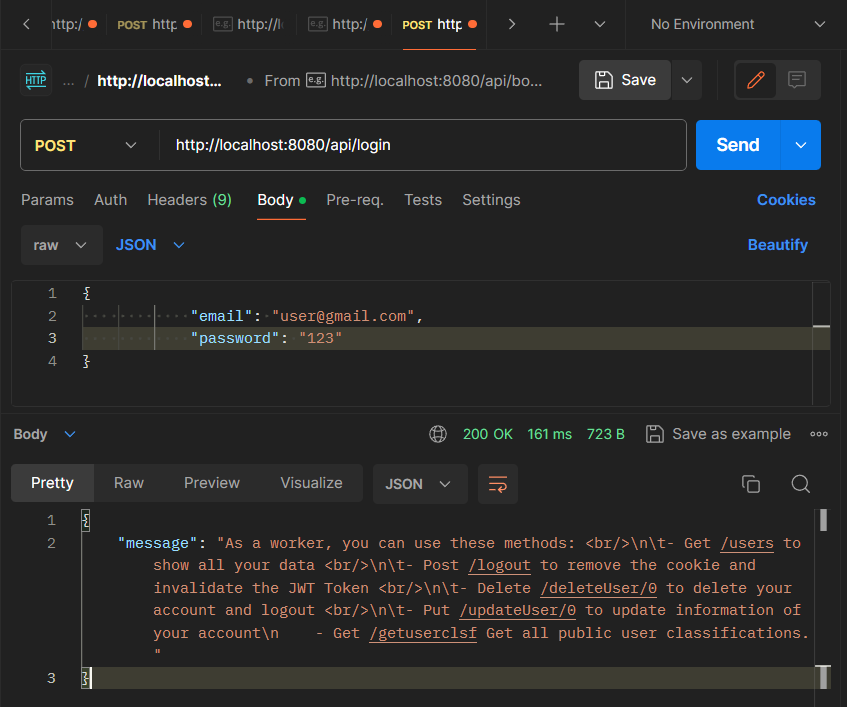 http:/
POST http
e.g. http://l
e.g. http:/
POST http
No Environment
HTTP ... / http://localhost... • From e.g. http://localhost:8080/api/bo...
Save
POST
http://localhost:8080/api/login
Send
Params Auth Headers (9) Body Pre-req. Tests Settings Cookies
raw JSON Beautify
1 {
2 "email": "user@gmail.com",
3 "password": "123"
4 }
Body 200 OK 161 ms 723 B Save as example
Pretty Raw Preview Visualize JSON
1 {
2 "message": "As a worker, you can use these methods: <br/>\n\t- Get /users to
show all your data <br/>\n\t- Post /logout to remove the cookie and
invalidate the JWT Token <br/>\n\t- Delete /deleteUser/0 to delete your
account and logout <br/>\n\t- Put /updateUser/0 to update information of
your account\n    - Get /getuserclsf Get all public user classifications.
"
3 }